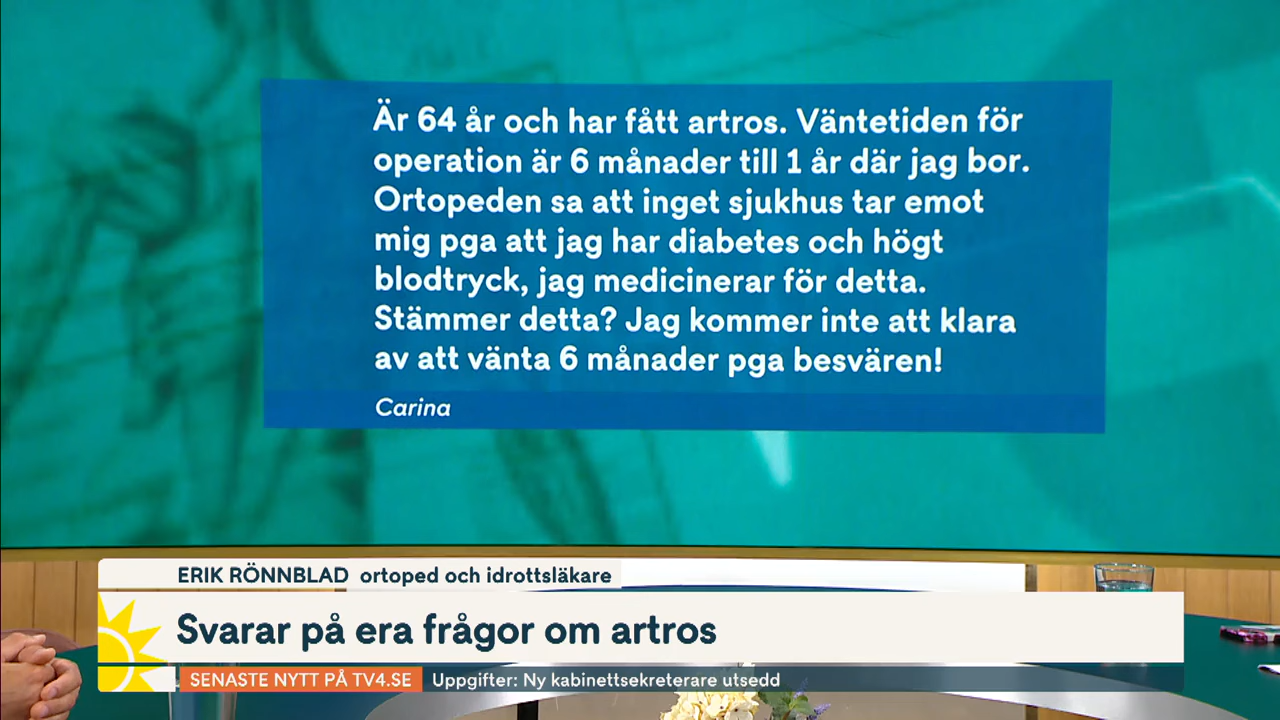 Är 64 år och har fått artros. Väntetiden för
operation är 6 månader till 1 år där jag bor.
Ortopeden sa att inget sjukhus tar emot
mig pga att jag har diabetes och högt
blodtryck, jag medicinerar för detta.
Stämmer detta? Jag kommer inte att klara
av att vänta 6 månader pga besvären!
Carina
ERIK RÖNNBLAD ortoped och idrottsläkare
Svarar på era frågor om artros
SENASTE NYTT PÅ TV4.SE Uppgifter: Ny kabinettsekreterare utsedd